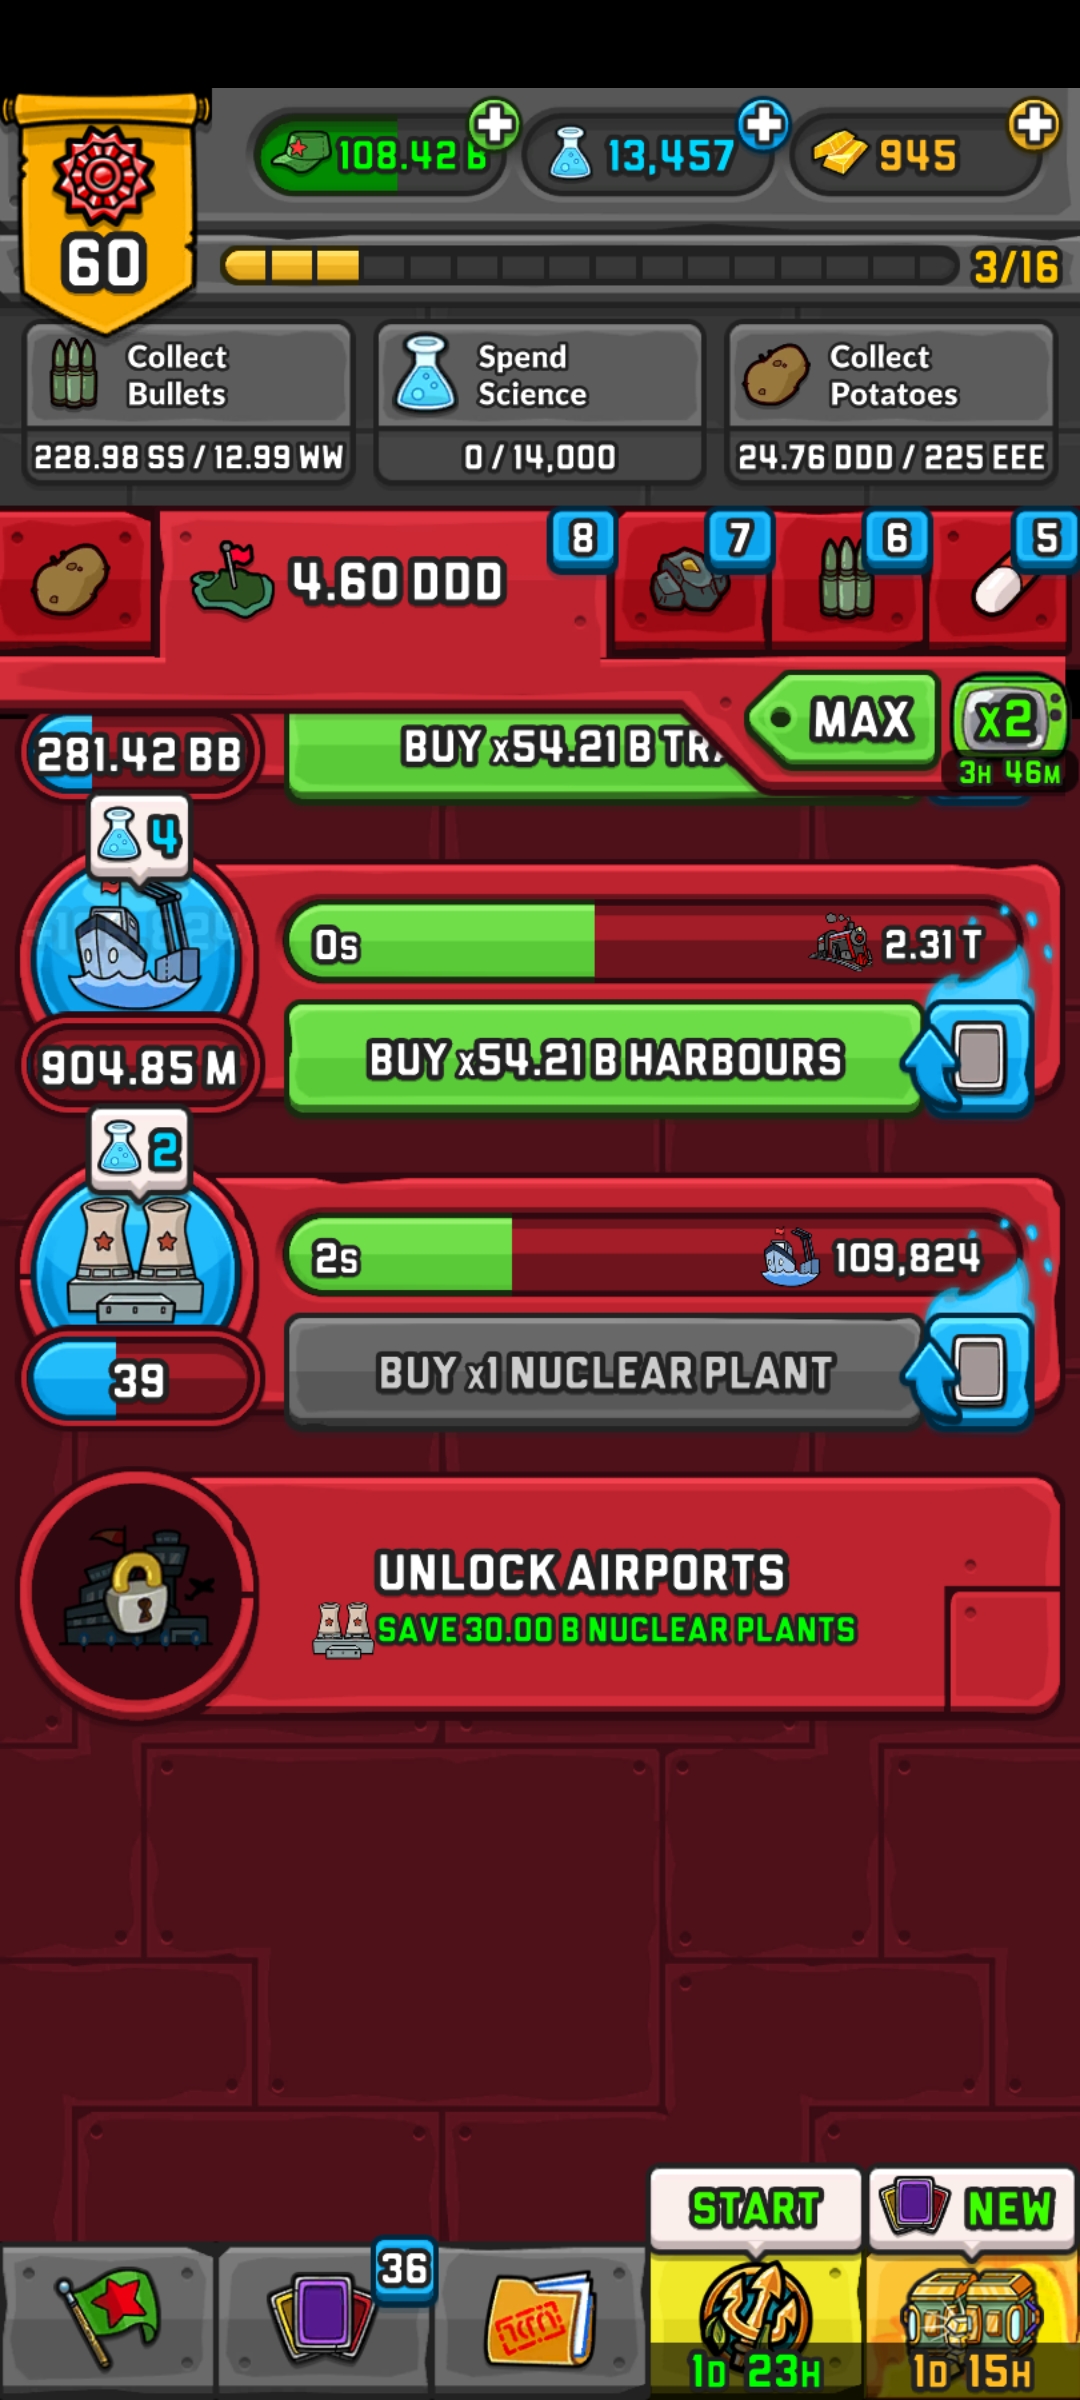 60
108.42 B
13,457
945
3/16
Collect
Bullets
228.98 SS / 12.99 WW
Spend
Science
0 / 14,000
Collect
Potatoes
24.76 DDD / 225 EEE
4.60 DDD
8
7
6
5
MAX
x2
3H 46M
281.42 BB
BUY x54.21 B
4
0s
2.31 T
904.85 M
BUY x54.21 B HARBOURS
2
2s
109,824
39
BUY x1 NUCLEAR PLANT
UNLOCK AIRPORTS
SAVE 30.00 B NUCLEAR PLANTS
START
NEW
36
1D 23H
1D 15H